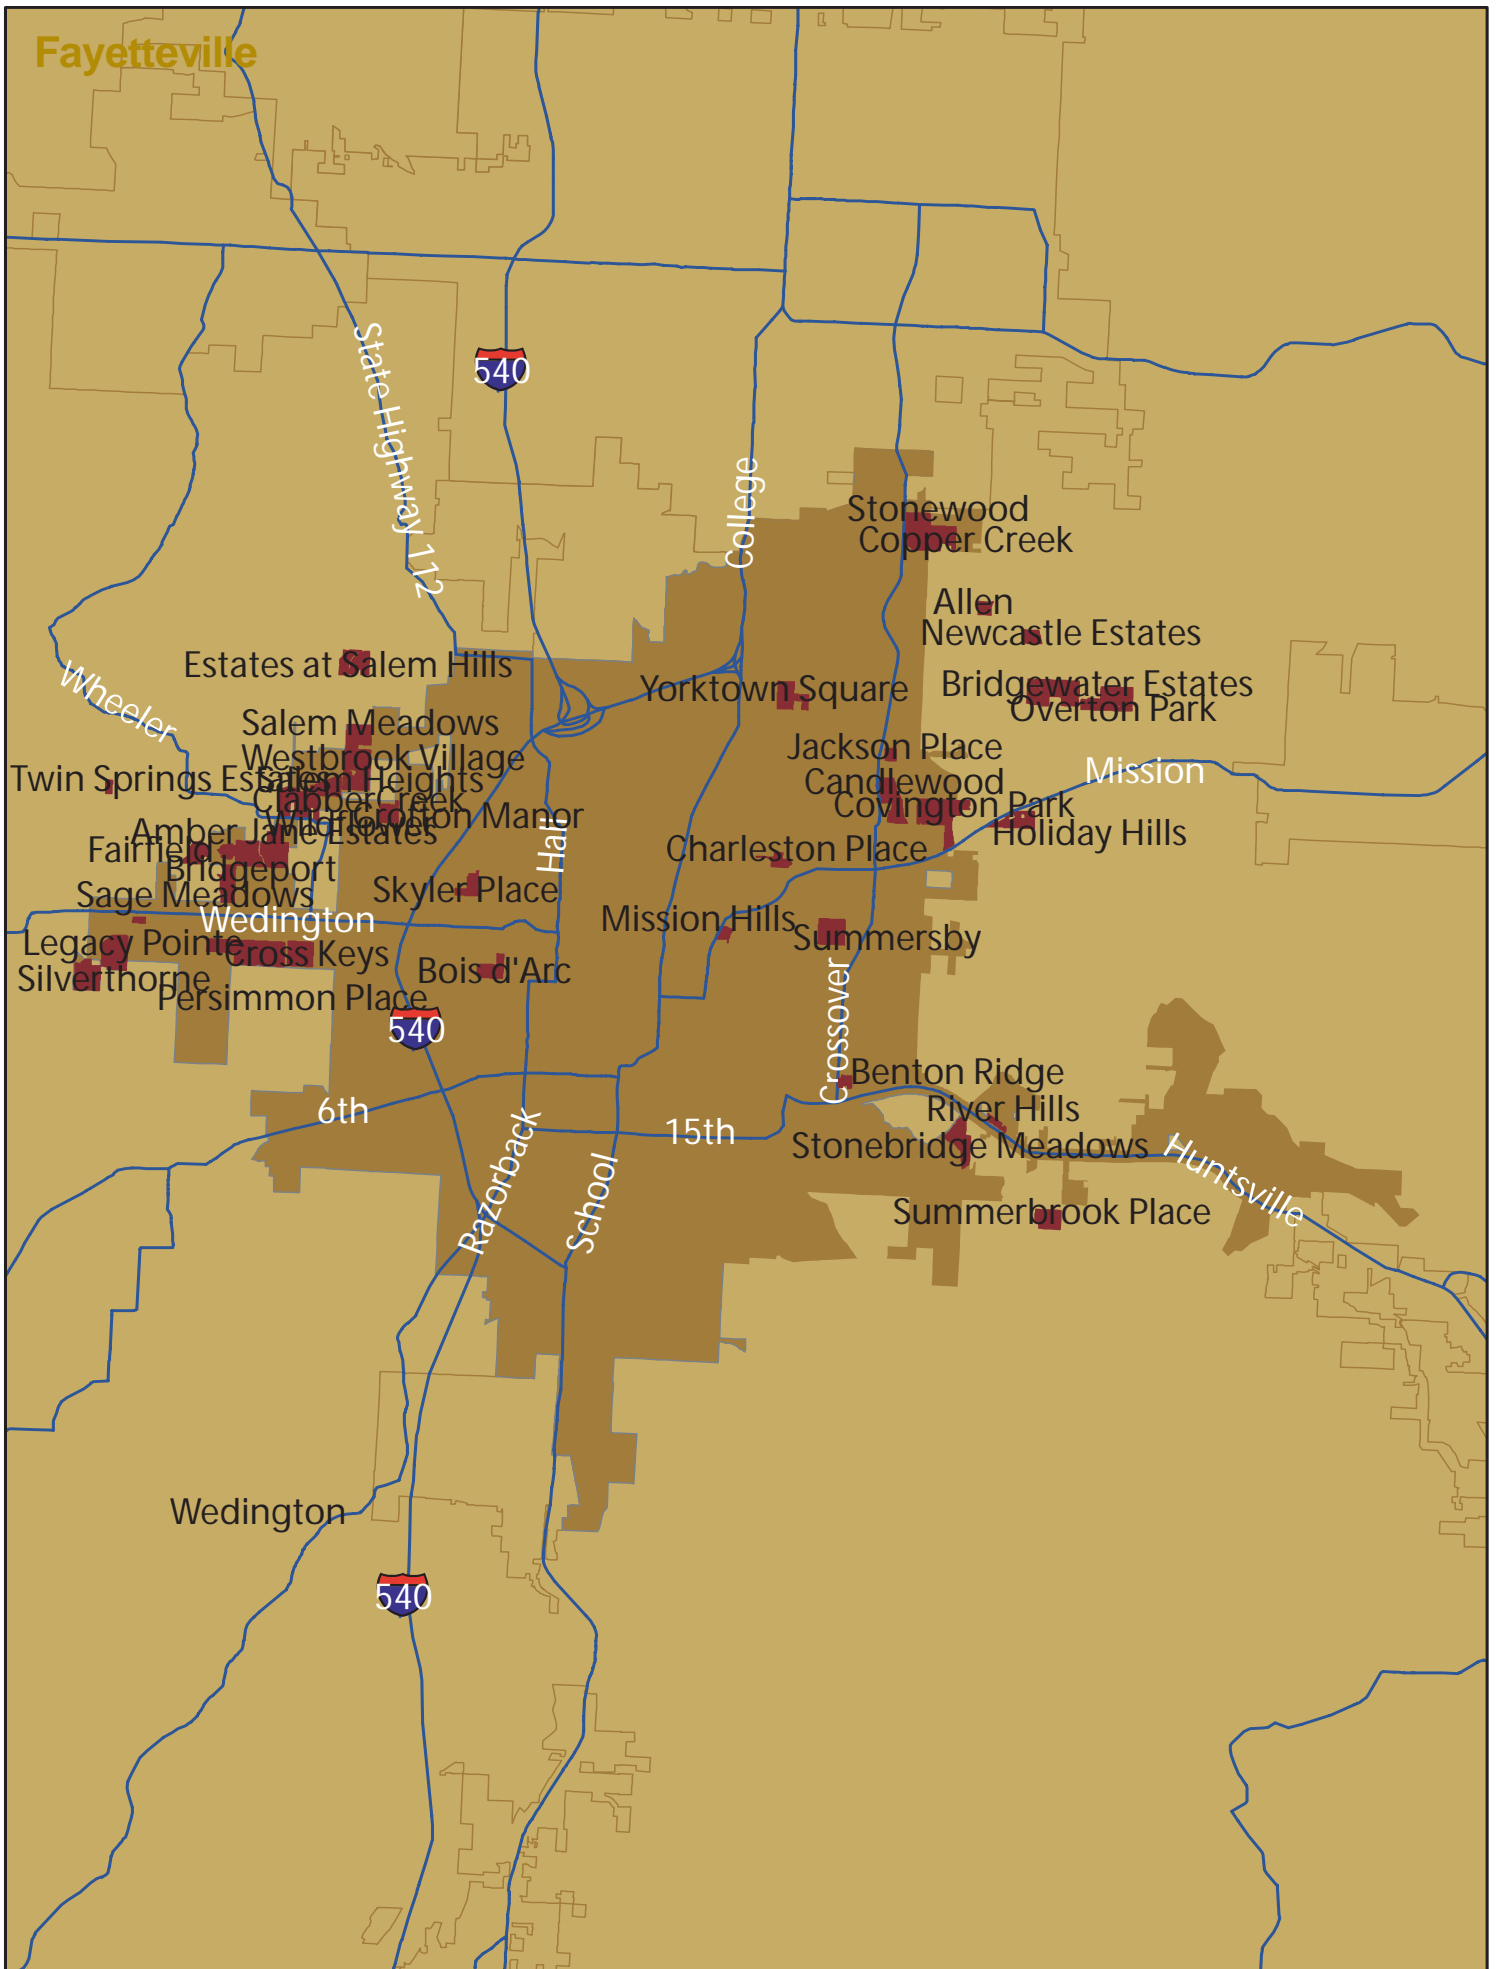 Fayetteville
State Highway 112
540
College
Stonewood
Copper Creek
Allen
Newcastle Estates
Estates at Salem Hills
Wheeler
Yorktown Square
Bridgewater Estates
Overton Park
Salem Meadows
Westbrook Village
Jackson Place
Mission
Twin Springs Estates
Salem Heights
Candlewood
Clabber Creek
Covington Park
Wildflower
Crofton Manor
Amber Jane Estates
Hall
Holiday Hills
Fairfield
Charleston Place
Bridgeport
Sage Meadows
Skyler Place
Wedington
Mission Hills
Summersby
Legacy Pointe
Cross Keys
Silverthorne
Bois d'Arc
Persimmon Place
540
Crossover
Benton Ridge
6th
River Hills
Razorback
15th
Stonebridge Meadows
School
Huntsville
Summerbrook Place
Wedington
540